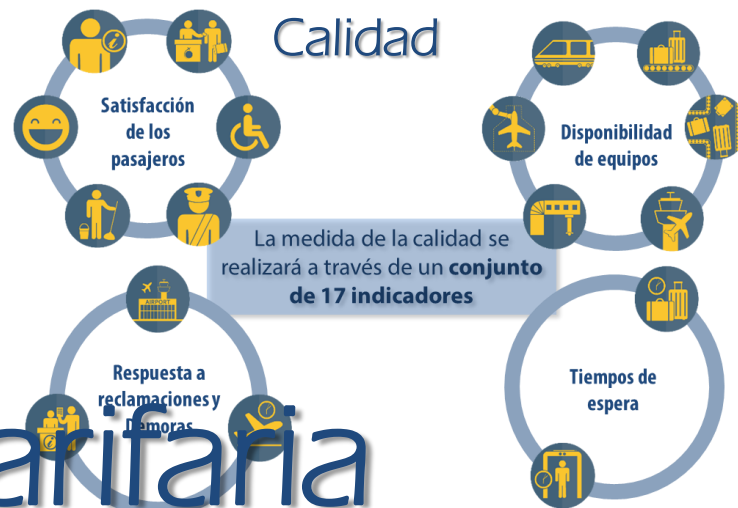 Calidad
Satisfacción
de los
pasajeros
Disponibilidad
de equipos
La medida de la calidad se
realizará a través de un conjunto
de 17 indicadores
AIRPORT
Respuesta a
reclamaciones y
Demoras
Tiempos de
espera
arifaria